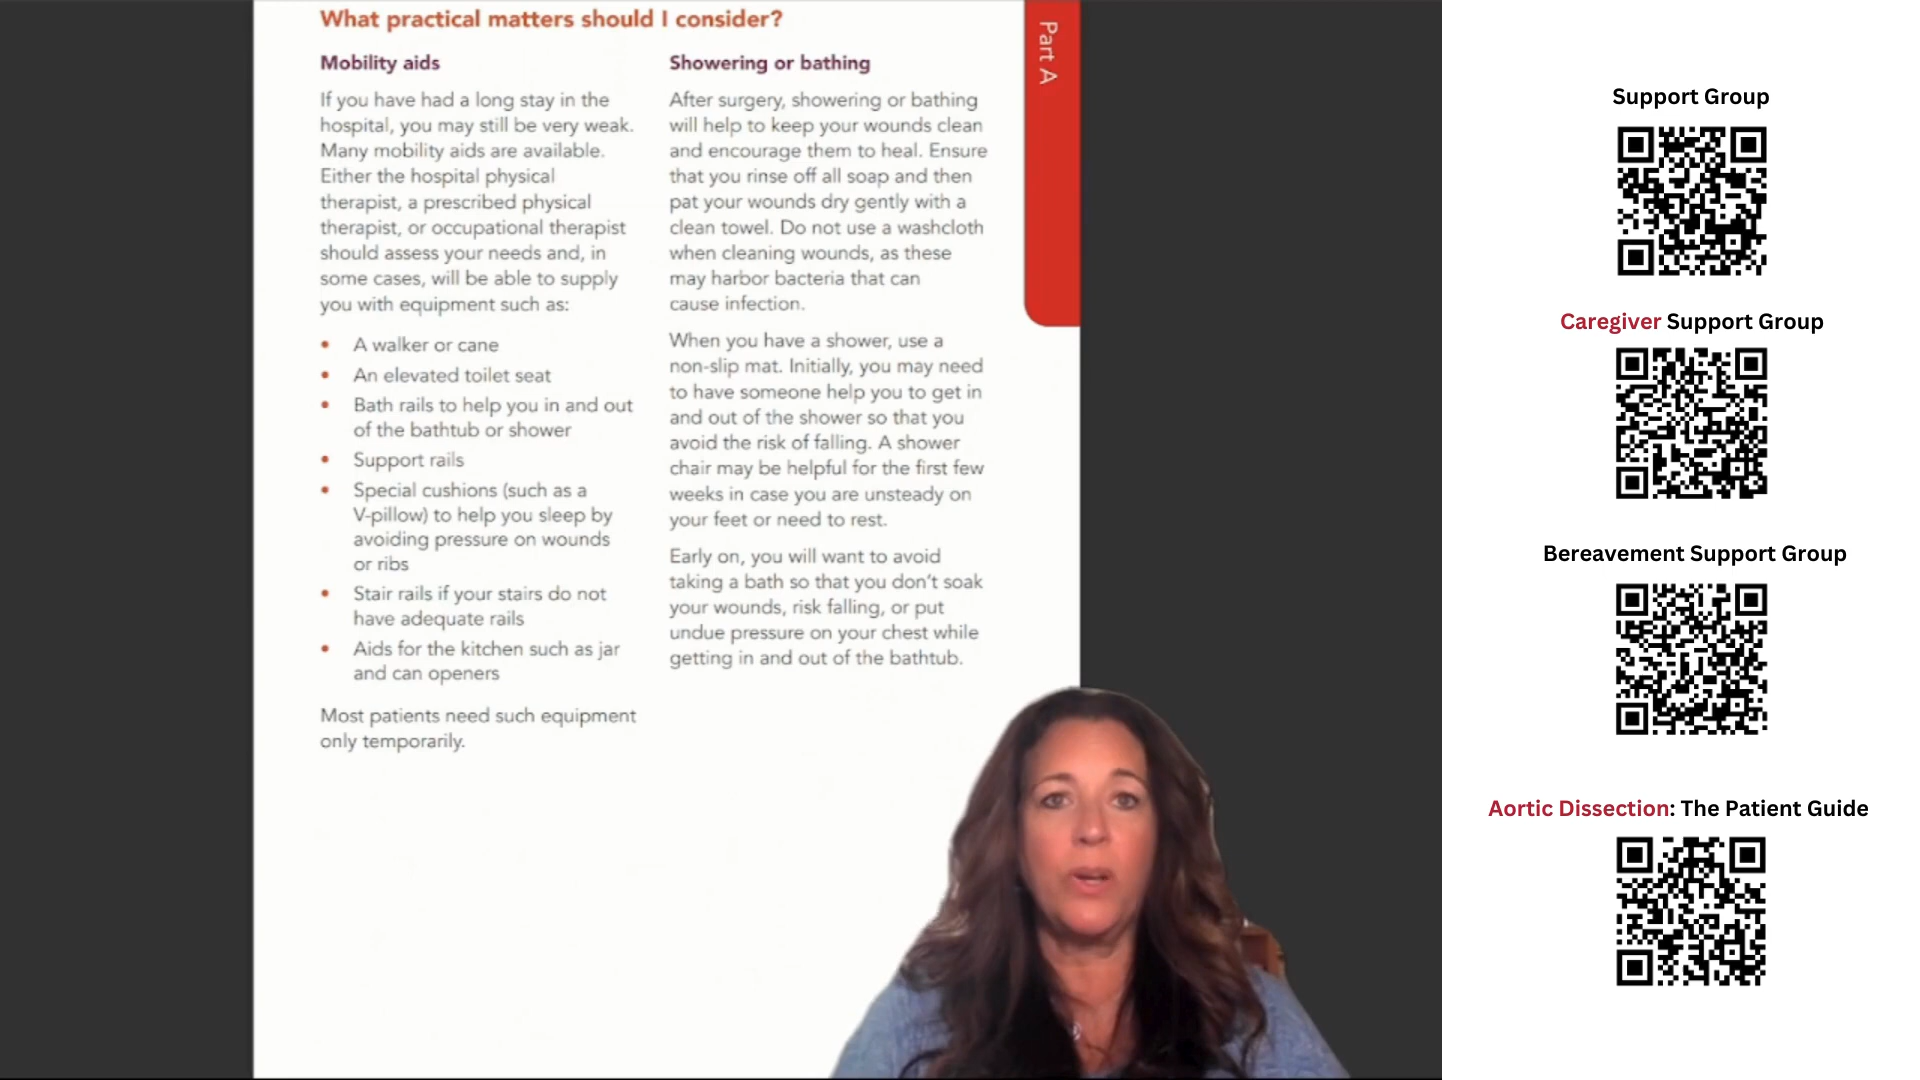 What practical matters should I consider?
Mobility aids
If you have had a long stay in the
hospital, you may still be very weak.
Many mobility aids are available.
Either the hospital physical
therapist, a prescribed physical
therapist, or occupational therapist
should assess your needs and, in
some cases, will be able to supply
you with equipment such as:
• A walker or cane
• An elevated toilet seat
• Bath rails to help you in and out
of the bathtub or shower
• Support rails
• Special cushions (such as a
V-pillow) to help you sleep by
avoiding pressure on wounds
or ribs
• Stair rails if your stairs do not
have adequate rails
• Aids for the kitchen such as jar
and can openers
Most patients need such equipment
only temporarily.
Showering or bathing
After surgery, showering or bathing
will help to keep your wounds clean
and encourage them to heal. Ensure
that you rinse off all soap and then
pat your wounds dry gently with a
clean towel. Do not use a washcloth
when cleaning wounds, as these
may harbor bacteria that can
cause infection.
When you have a shower, use a
non-slip mat. Initially, you may need
to have someone help you to get in
and out of the shower so that you
avoid the risk of falling. A shower
chair may be helpful for the first few
weeks in case you are unsteady on
your feet or need to rest.
Early on, you will want to avoid
taking a bath so that you don't soak
your wounds, risk falling, or put
undue pressure on your chest while
getting in and out of the bathtub.
Part A
Support Group
Caregiver Support Group
Bereavement Support Group
Aortic Dissection: The Patient Guide